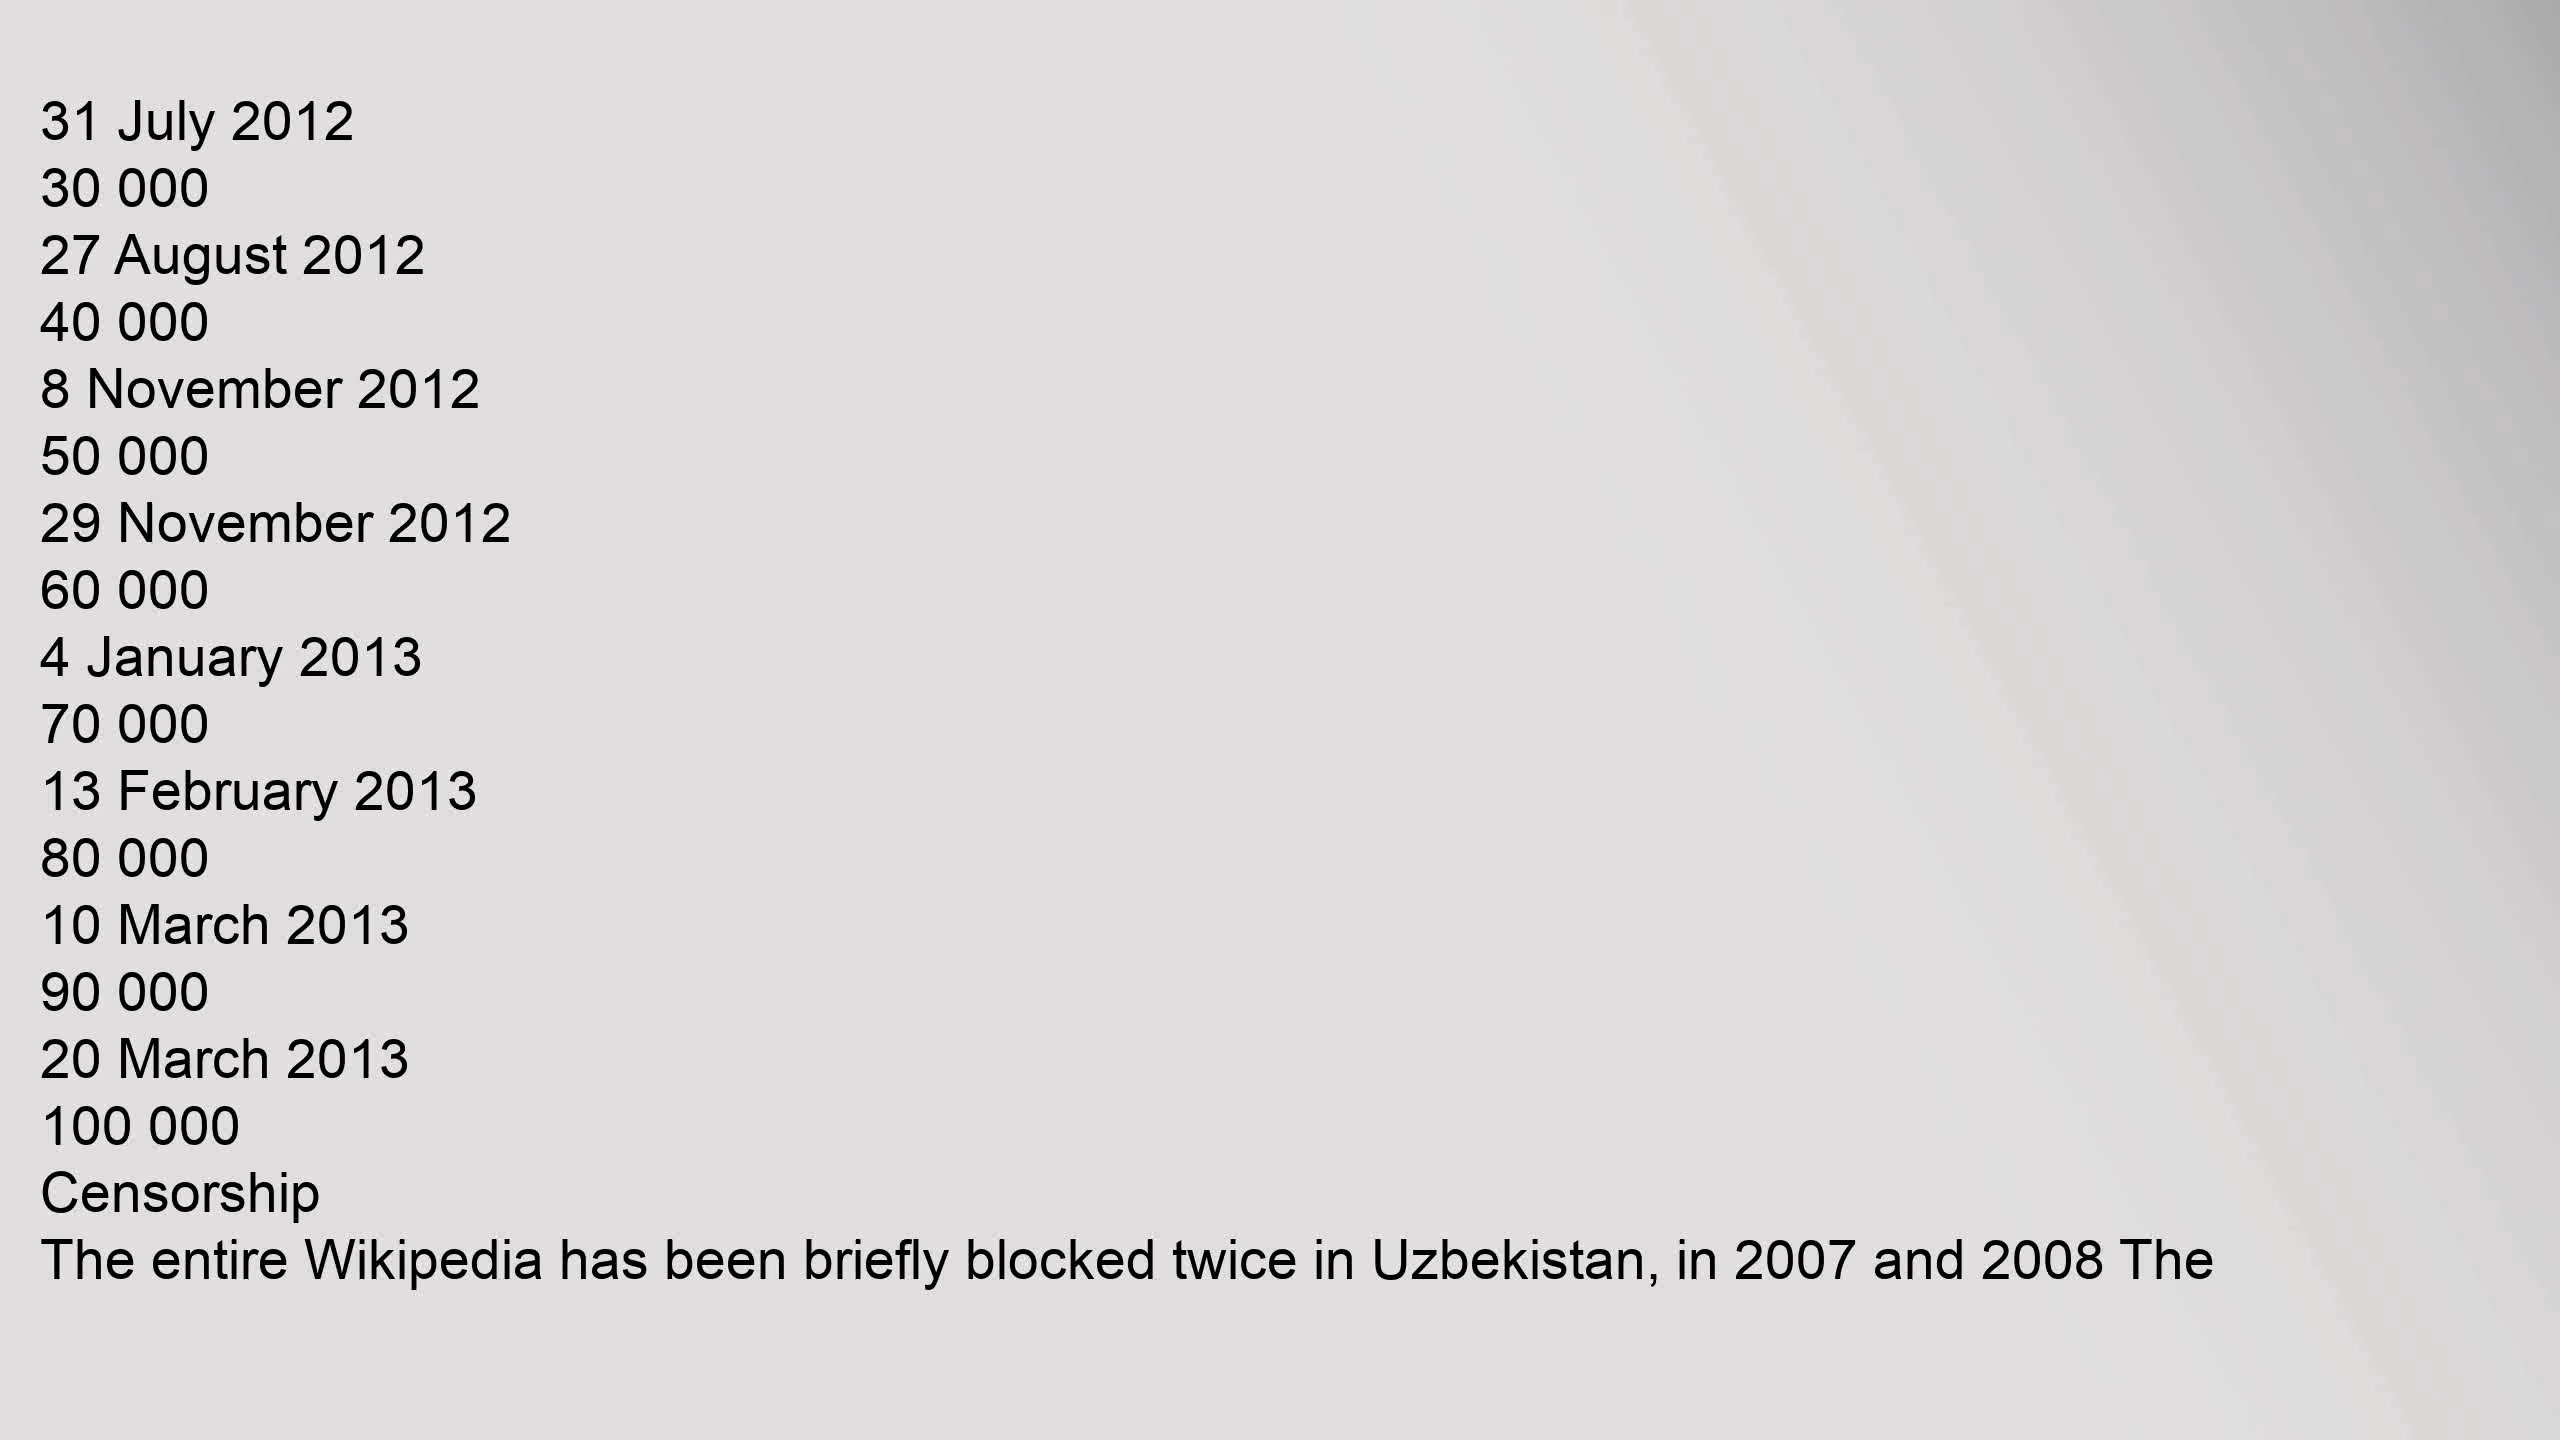 31 July 2012
30 000
27 August 2012
40 000
8 November 2012
50 000
29 November 2012
60 000
4 January 2013
70 000
13 February 2013
80 000
10 March 2013
90 000
20 March 2013
100 000
Censorship
The entire Wikipedia has been briefly blocked twice in Uzbekistan, in 2007 and 2008 The